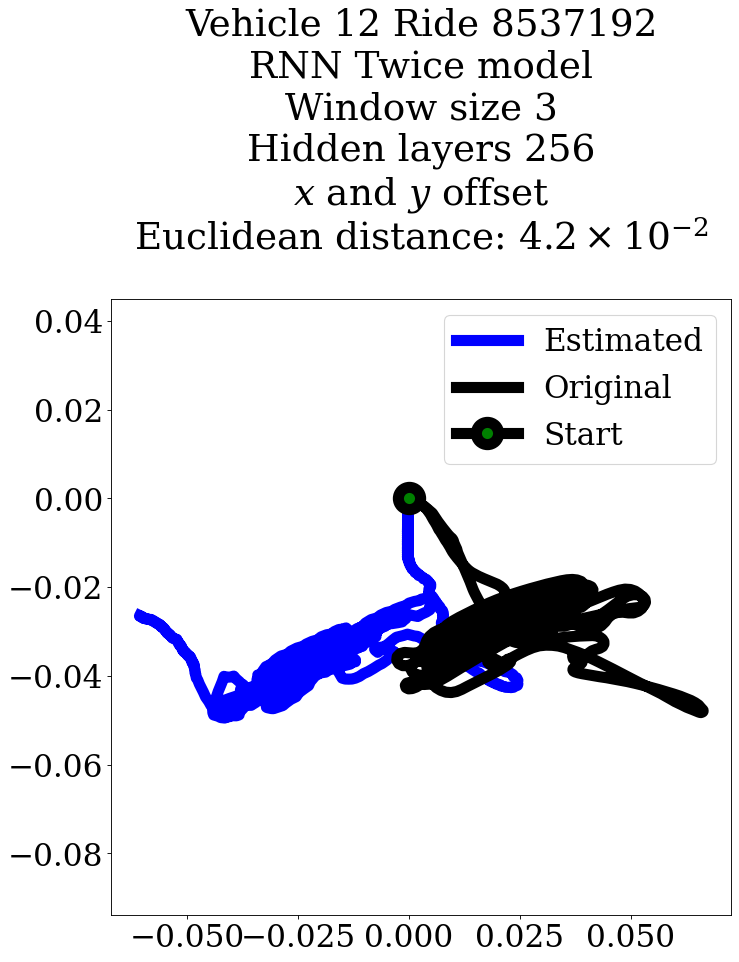 Vehicle 12 Ride 8537192
RNN Twice model
Window size 3
Hidden layers 256
x and y offset
Euclidean distance: 4.2 × 10⁻²
0.04
0.02
0.00
−0.02
−0.04
−0.06
−0.08
Estimated
Original
Start
−0.050 −0.025 0.000 0.025 0.050